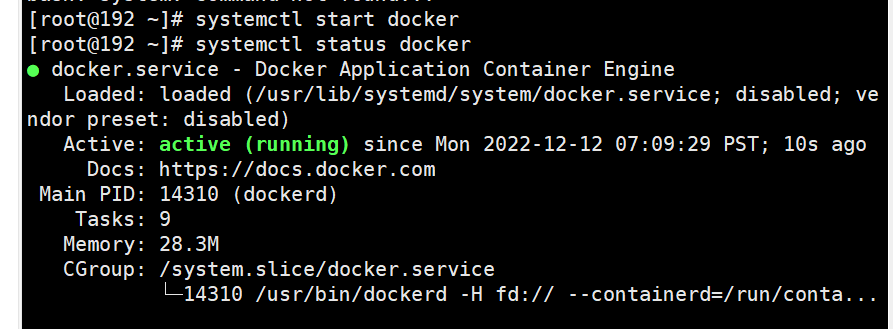 [root@192 ~]# systemctl start docker
[root@192 ~]# systemctl status docker
● docker.service - Docker Application Container Engine
   Loaded: loaded (/usr/lib/systemd/system/docker.service; disabled; ve
ndor preset: disabled)
   Active: active (running) since Mon 2022-12-12 07:09:29 PST; 10s ago
     Docs: https://docs.docker.com
 Main PID: 14310 (dockerd)
    Tasks: 9
   Memory: 28.3M
   CGroup: /system.slice/docker.service
           └─14310 /usr/bin/dockerd -H fd:// --containerd=/run/conta...